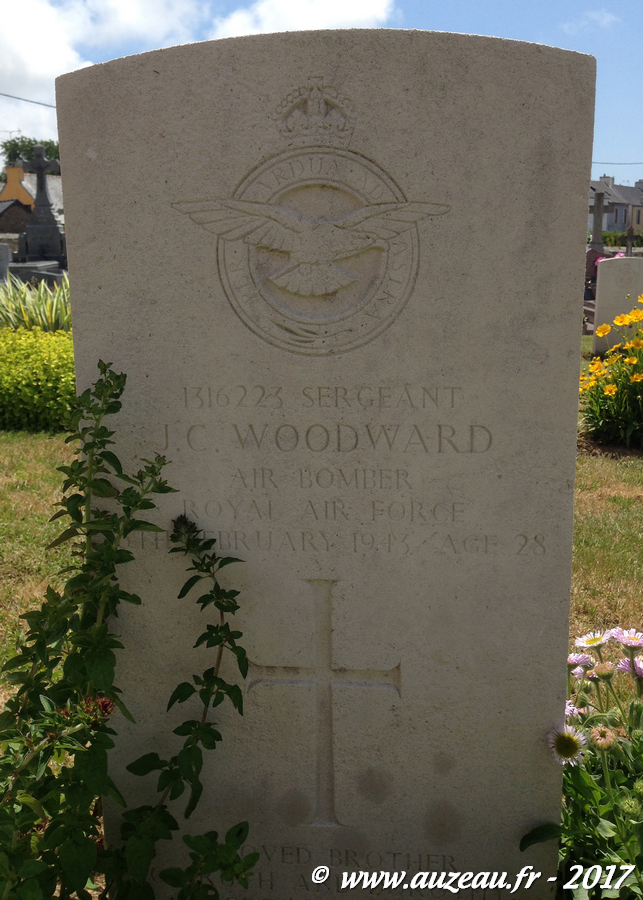 PER ARDUA AD ASTRA
1316223 SERGEANT
J. C. WOODWARD
AIR BOMBER
ROYAL AIR FORCE
FEBRUARY 1943 AGE 28
BROTHER
© www.auzeau.fr - 2017